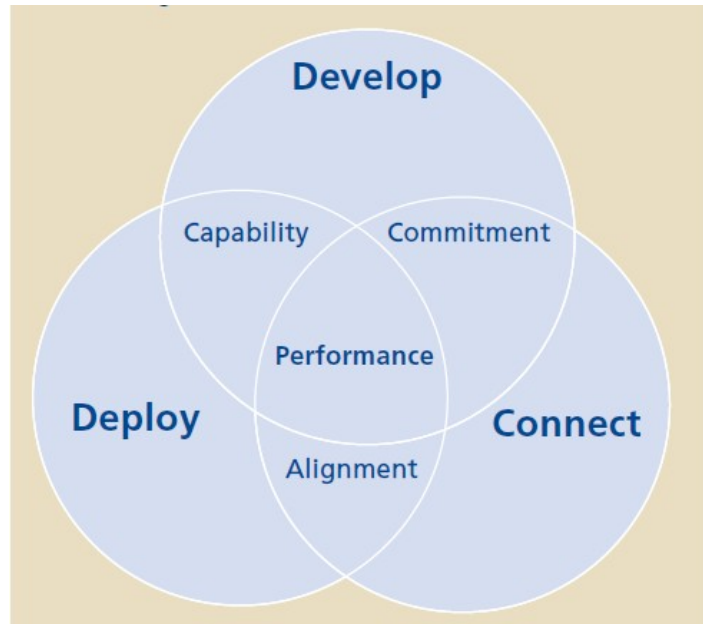 Develop
Capability
Commitment
Performance
Deploy
Connect
Alignment